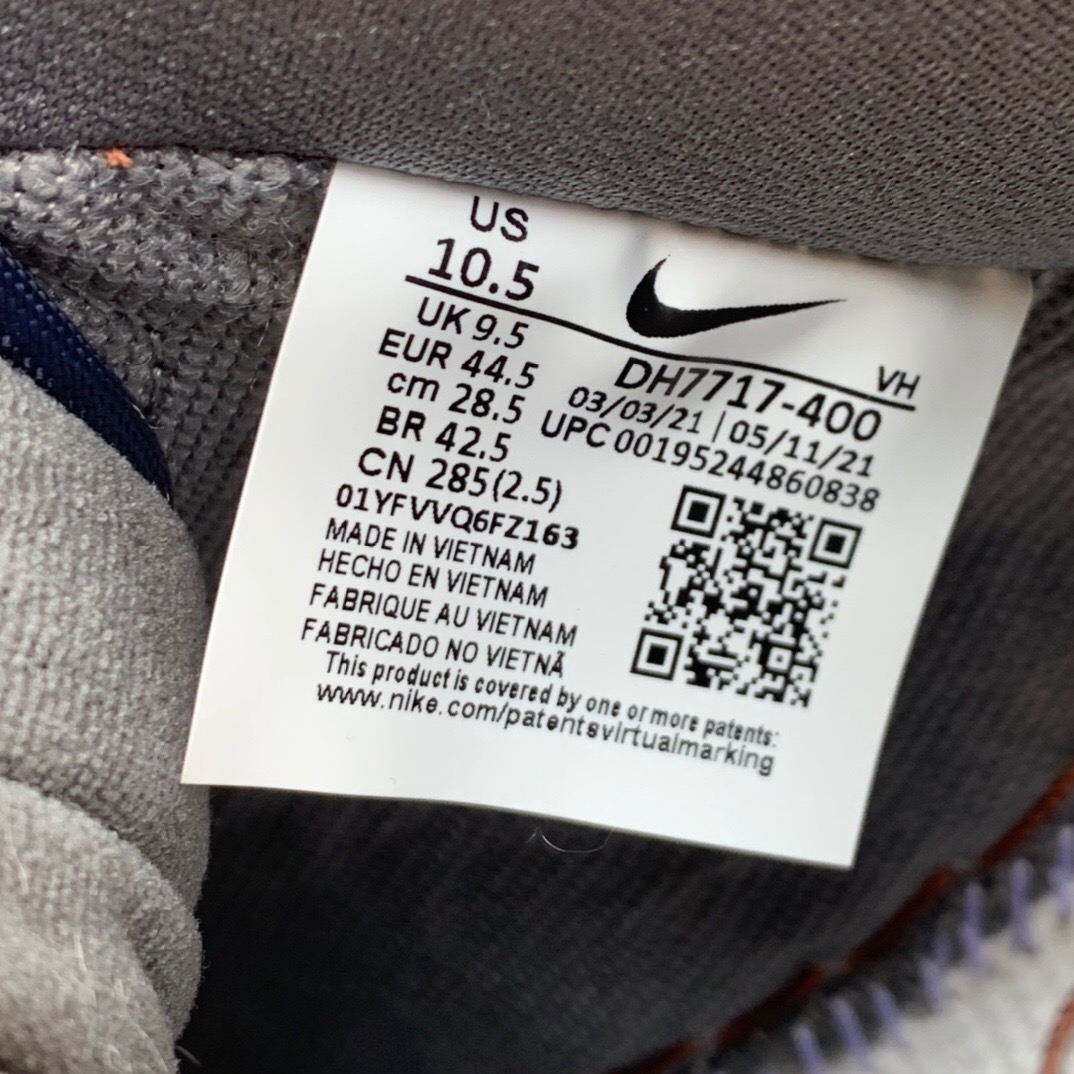 US
10.5
UK 9.5
EUR 44.5
cm 28.5
BR 42.5
CN 285(2.5)
01YFVVQ6FZ163
MADE IN VIETNAM
HECHO EN VIETNAM
FABRIQUE AU VIETNAM
FABRICADO NO VIETNÃ
This product is covered by one or more patents:
www.nike.com/patentsvirtualmarking
VH
DH7717-400
03/03/21 | 05/11/21
UPC 00195244860838